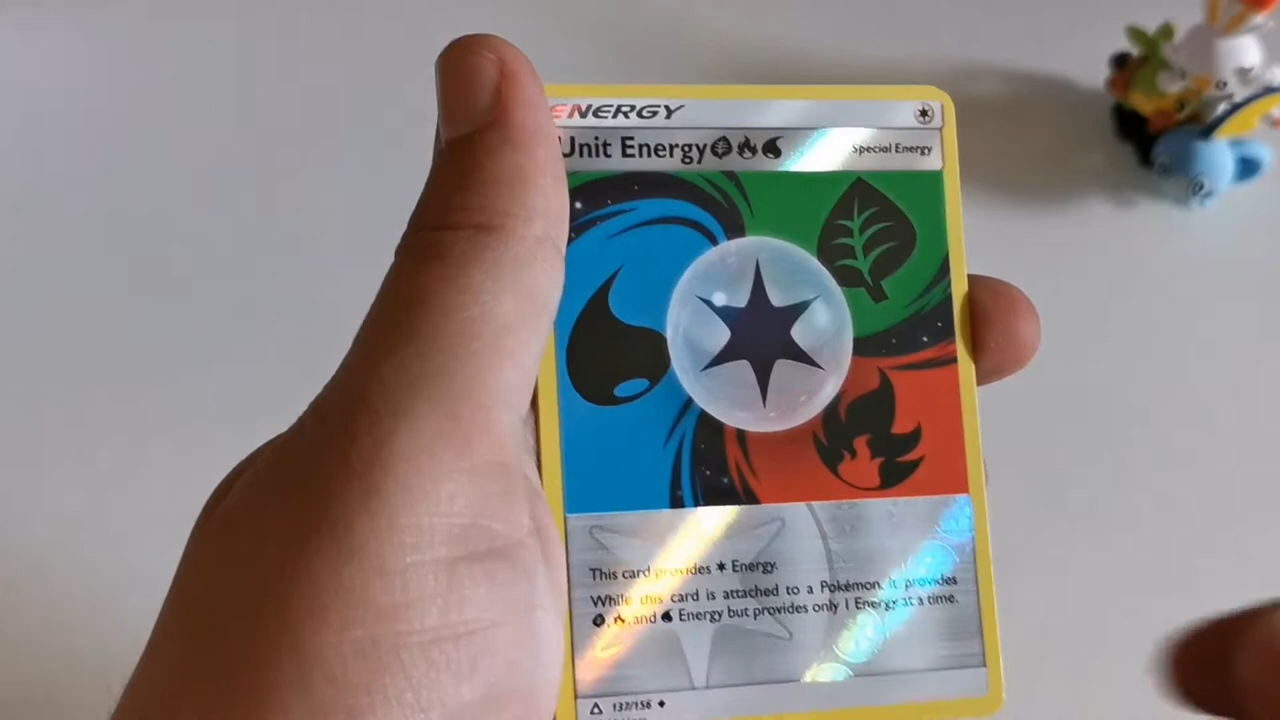 ENERGY
Unit Energy Special Energy
This card provides Energy.
While this card is attached to a Pokémon, it provides
, , and Energy but provides only 1 Energy at a time.
137/156